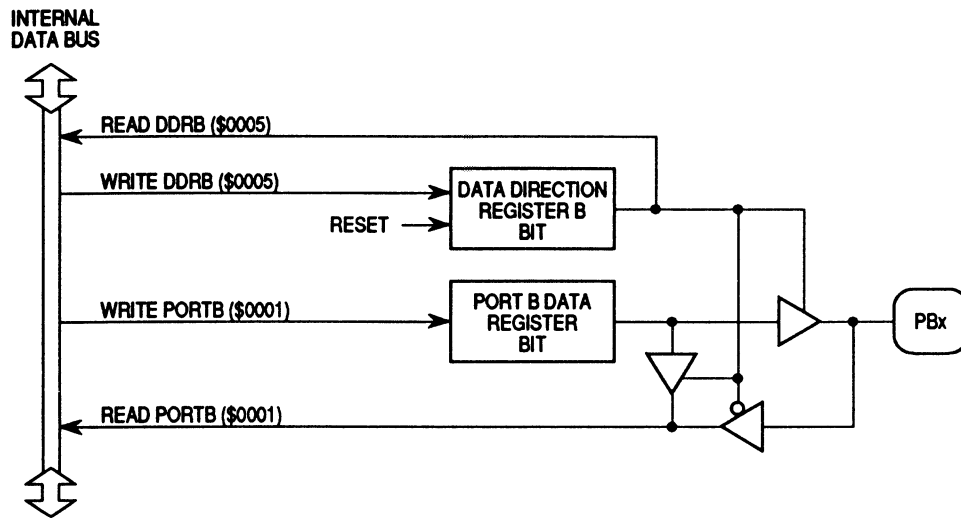 INTERNAL
DATA BUS
READ DDRB ($0005)
WRITE DDRB ($0005)
DATA DIRECTION
REGISTER B
BIT
RESET
WRITE PORTB ($0001)
PORT B DATA
REGISTER
BIT
PBx
READ PORTB ($0001)